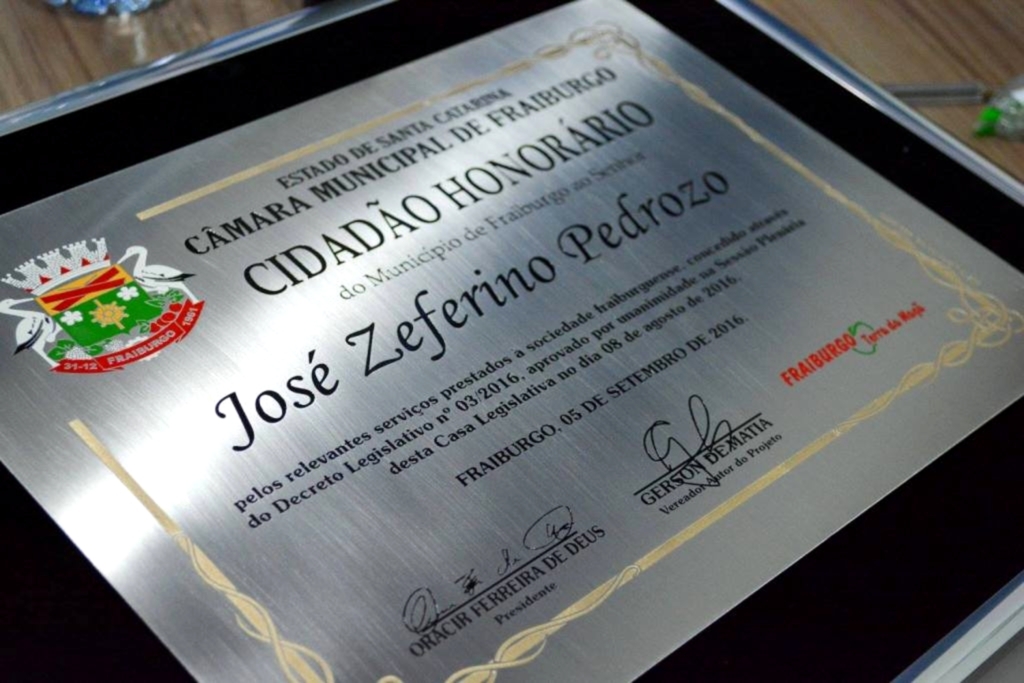 ESTADO DE SANTA CATARINA
CÂMARA MUNICIPAL DE FRAIBURGO
CIDADÃO HONORÁRIO
do Município de Fraiburgo ao Senhor
José Zeferino Pedrozo
pelos relevantes serviços prestados a sociedade fraiburguense, concedido através
do Decreto Legislativo nº 03/2016, aprovado por unanimidade na Sessão Plenária
desta Casa Legislativa no dia 08 de agosto de 2016.
FRAIBURGO, 05 DE SETEMBRO DE 2016.
31-12 FRAIBURGO 1961
FRAIBURGO Terra da Maçã
GERSON DE MATIA
Vereador Autor do Projeto
ORACIR FERREIRA DE DEUS
Presidente